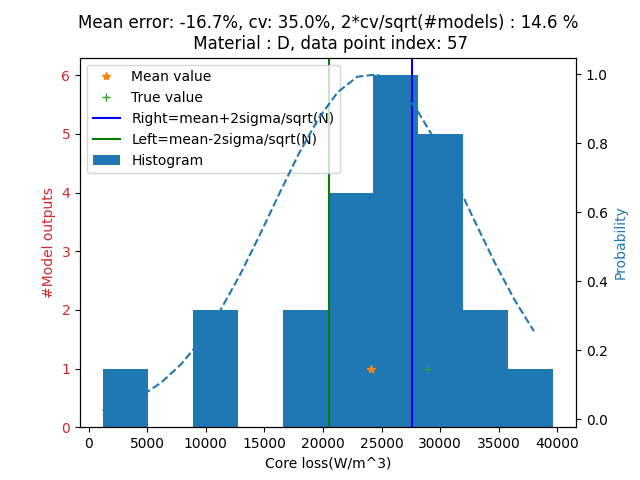 Mean error: -16.7%, cv: 35.0%, 2*cv/sqrt(#models) : 14.6 %
Material : D, data point index: 57
Mean value
True value
Right=mean+2sigma/sqrt(N)
Left=mean-2sigma/sqrt(N)
Histogram
#Model outputs
0
1
2
3
4
5
6
Probability
0.0
0.2
0.4
0.6
0.8
1.0
0
5000
10000
15000
20000
25000
30000
35000
40000
Core loss(W/m^3)